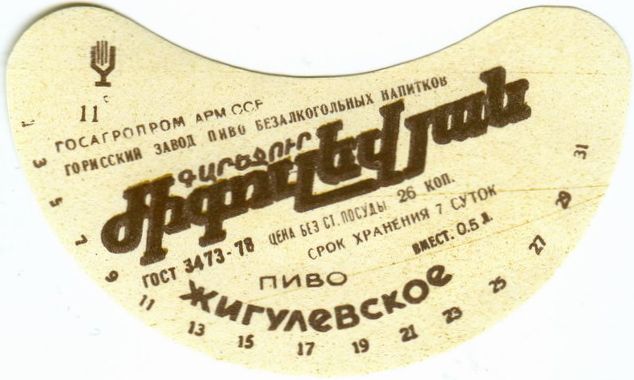 11°
ГОСАГРОПРОМ АРМ.ССР
ГОРИССКИЙ ЗАВОД ПИВО БЕЗАЛКОГОЛЬНЫХ НАПИТКОВ
ԳԱՐԵՋՈՒՐ
ԺԻԳՈՒԼԵՎՅԱՆ
ГОСТ 3473-78 ЦЕНА БЕЗ СТ. ПОСУДЫ 26 КОП.
СРОК ХРАНЕНИЯ 7 СУТОК
ВМЕСТ. 0.5 Л.
ПИВО
ЖИГУЛЕВСКОЕ
1 3 5 7 9 11 13 15 17 19 21 23 25 27 29 31